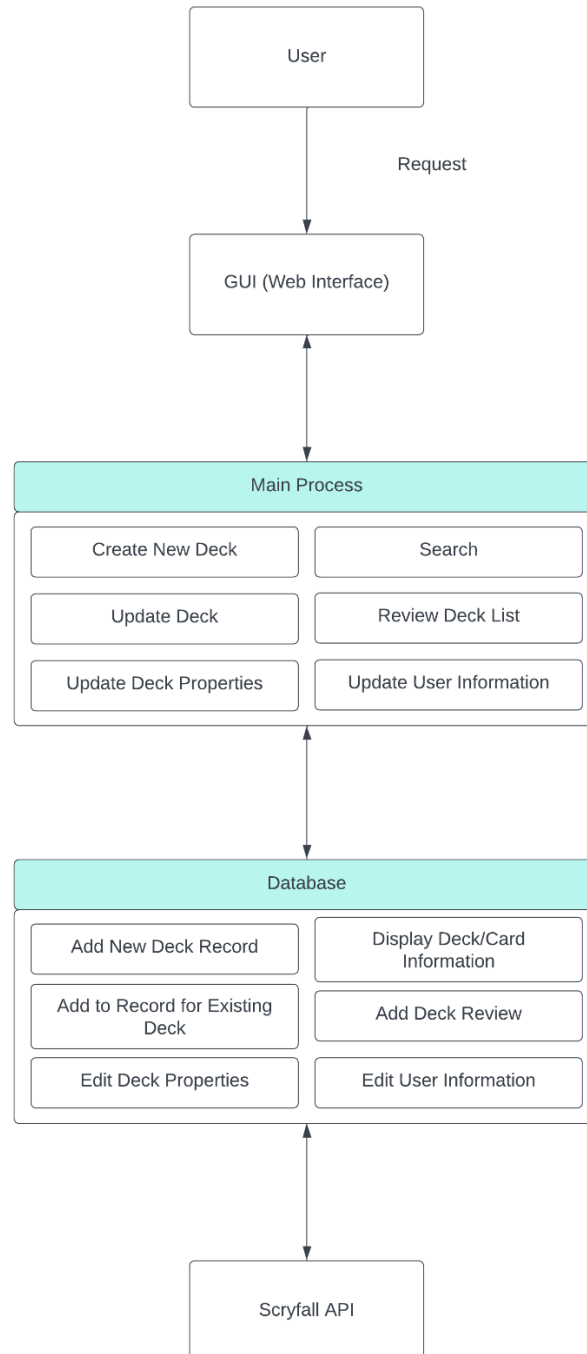 User
Request
GUI (Web Interface)
Main Process
Create New Deck
Search
Update Deck
Review Deck List
Update Deck Properties
Update User Information
Database
Add New Deck Record
Display Deck/Card
Information
Add to Record for Existing
Deck
Add Deck Review
Edit Deck Properties
Edit User Information
Scryfall API